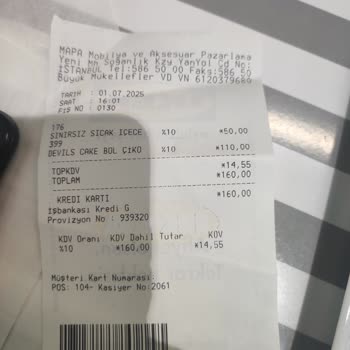 MAPA Mobilya ve Aksesuar Pazarlama
Yeni Mh Soğanlık Kzy YanYol Cd No:
İSTANBUL Tel:586 50 00 Faks:586 50
Büyük Mükellefler VD VN 6120379680
TARİH : 01.07.2025
SAAT : 16:01
FİŞ NO : 0130
176
SINIRSIZ SICAK İÇECE %10 *50,00
399
DEVILS CAKE BOL ÇİKO %10 *110,00
TOPKDV *14,55
TOPLAM *160,00
KREDİ KARTI *160,00
İşbankası Kredi G
Provizyon No : 939320
KDV Oranı KDV Dahil Tutar KDV
%10 *160,00 *14,55
Müşteri Kart Numarası:
POS: 104- Kasiyer No:2061